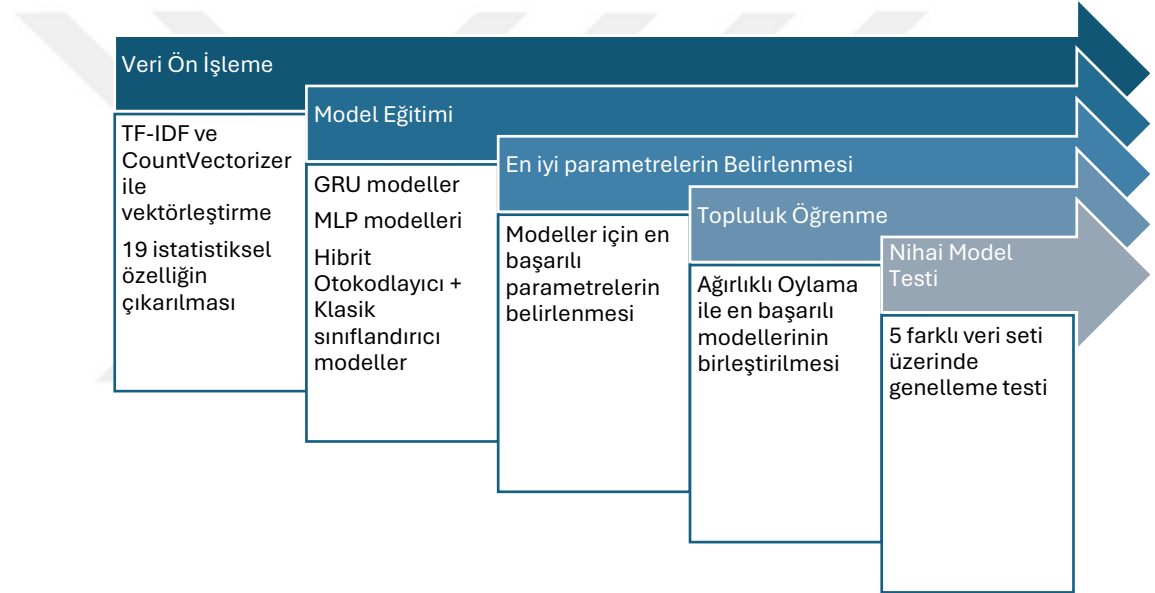 Veri Ön İşleme
TF-IDF ve
CountVectorizer
ile
vektörleştirme
19 istatistiksel
özelliğin
çıkarılması
Model Eğitimi
GRU modeller
MLP modelleri
Hibrit
Otokodlayıcı +
Klasik
sınıflandırıcı
modeller
En iyi parametrelerin Belirlenmesi
Modeller için en
başarılı
parametrelerin
belirlenmesi
Topluluk Öğrenme
Ağırlıklı Oylama
ile en başarılı
modellerinin
birleştirilmesi
Nihai Model
Testi
5 farklı veri seti
üzerinde
genelleme testi